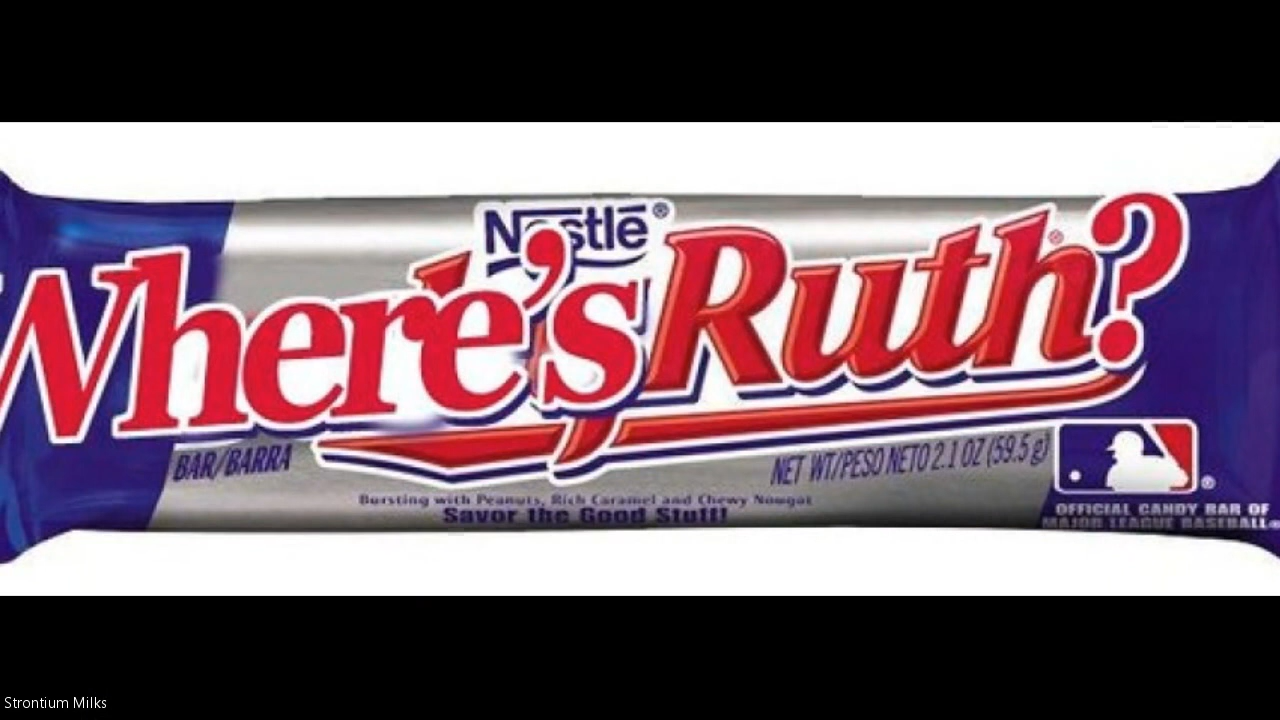 Nestlé®
Where's Ruth?
BAR/BARRA
NET WT/PESO NETO 2.1 OZ (59.5 g)
Bursting with Peanuts, Rich Caramel and Chewy Nougat
Savor the Good Stuff!
OFFICIAL CANDY BAR OF
MAJOR LEAGUE BASEBALL®
Strontium Milks